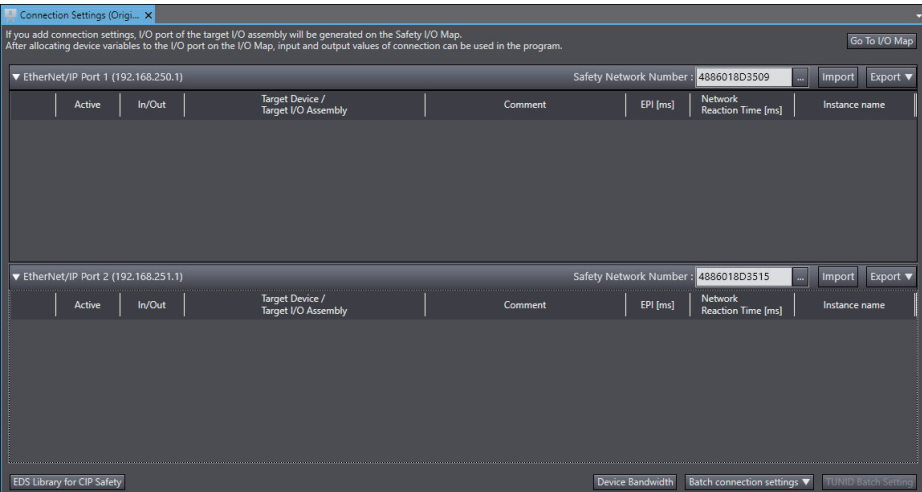 Connection Settings (Origi... X
If you add connection settings, I/O port of the target I/O assembly will be generated on the Safety I/O Map.
After allocating device variables to the I/O port on the I/O Map, input and output values of connection can be used in the program.
Go To I/O Map
▼ EtherNet/IP Port 1 (192.168.250.1) Safety Network Number : 4886018D3509 ... Import Export ▼
Active In/Out Target Device / Target I/O Assembly Comment EPI [ms] Network Reaction Time [ms] Instance name
▼ EtherNet/IP Port 2 (192.168.251.1) Safety Network Number : 4886018D3515 ... Import Export ▼
Active In/Out Target Device / Target I/O Assembly Comment EPI [ms] Network Reaction Time [ms] Instance name
EDS Library for CIP Safety Device Bandwidth Batch connection settings ▼ TUNID Batch Setting